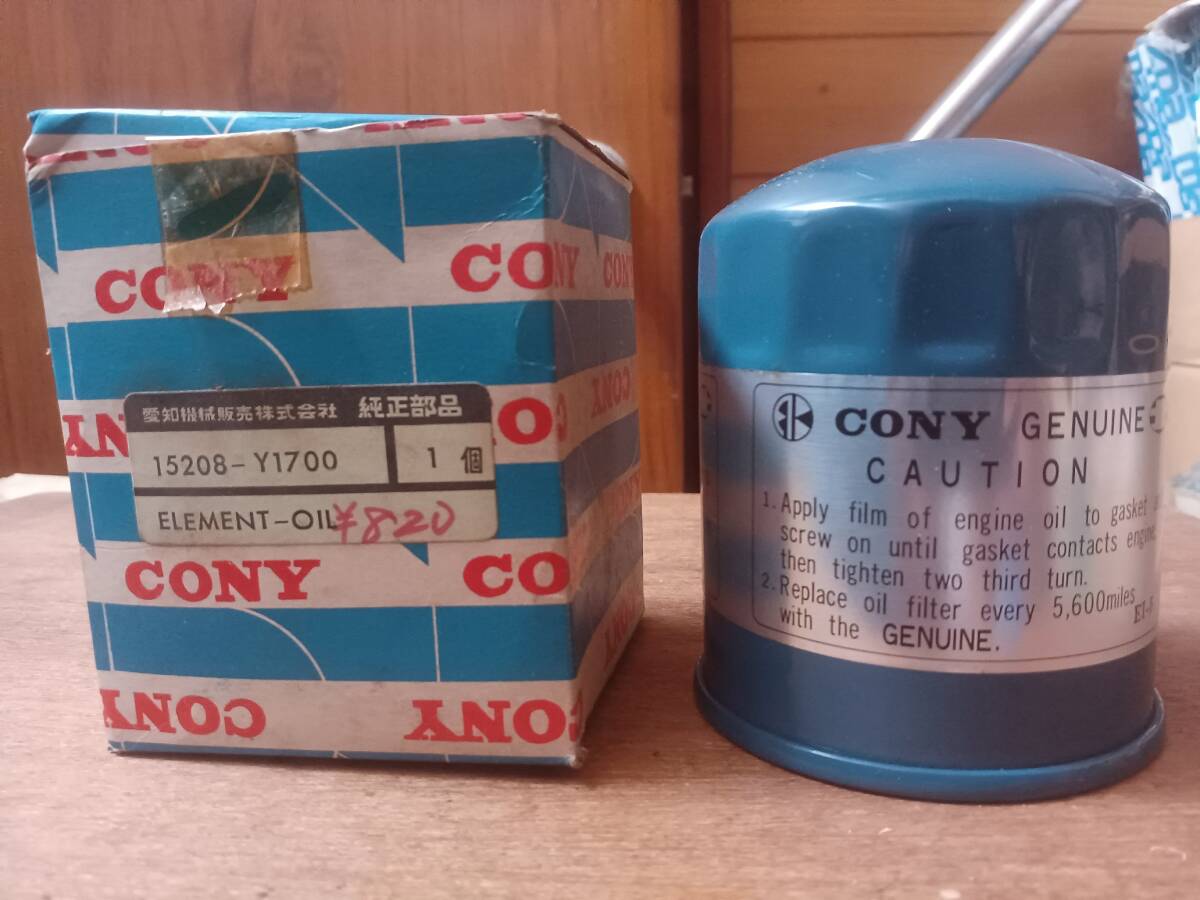 CONY
CONY
CONY
愛知機械販売株式会社 純正部品
15208-Y1700 1個
ELEMENT-OIL ¥820
CONY
CO
CONY
CONY
CONY GENUINE
CAUTION
1. Apply film of engine oil to gasket
screw on until gasket contacts engine,
then tighten two third turn.
2. Replace oil filter every 5,600miles
with the GENUINE.